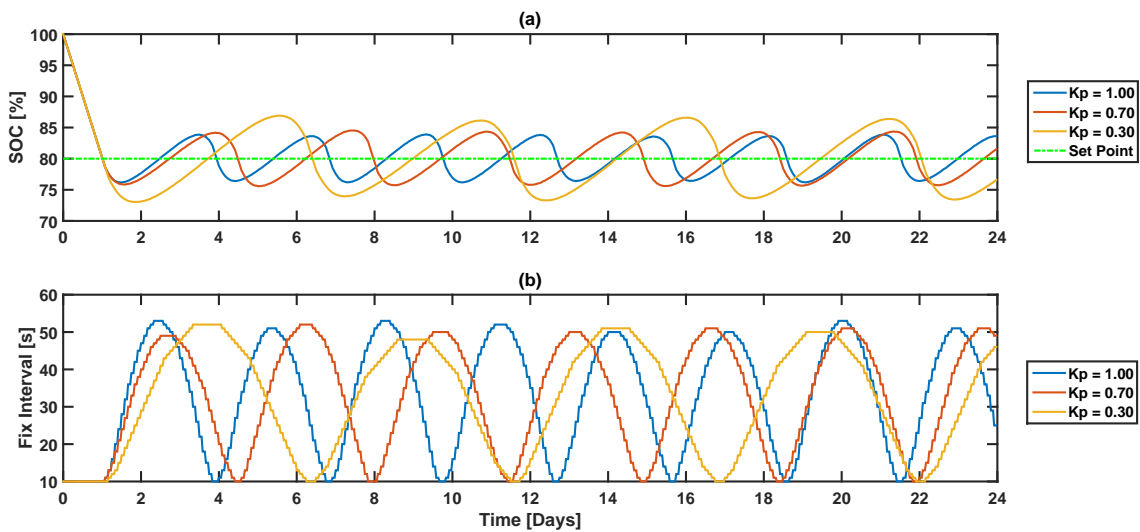 (a)
SOC [%]
100
95
90
85
80
75
70
0 2 4 6 8 10 12 14 16 18 20 22 24
Kp = 1.00
Kp = 0.70
Kp = 0.30
Set Point
(b)
Fix Interval [s]
60
50
40
30
20
10
0 2 4 6 8 10 12 14 16 18 20 22 24
Time [Days]
Kp = 1.00
Kp = 0.70
Kp = 0.30